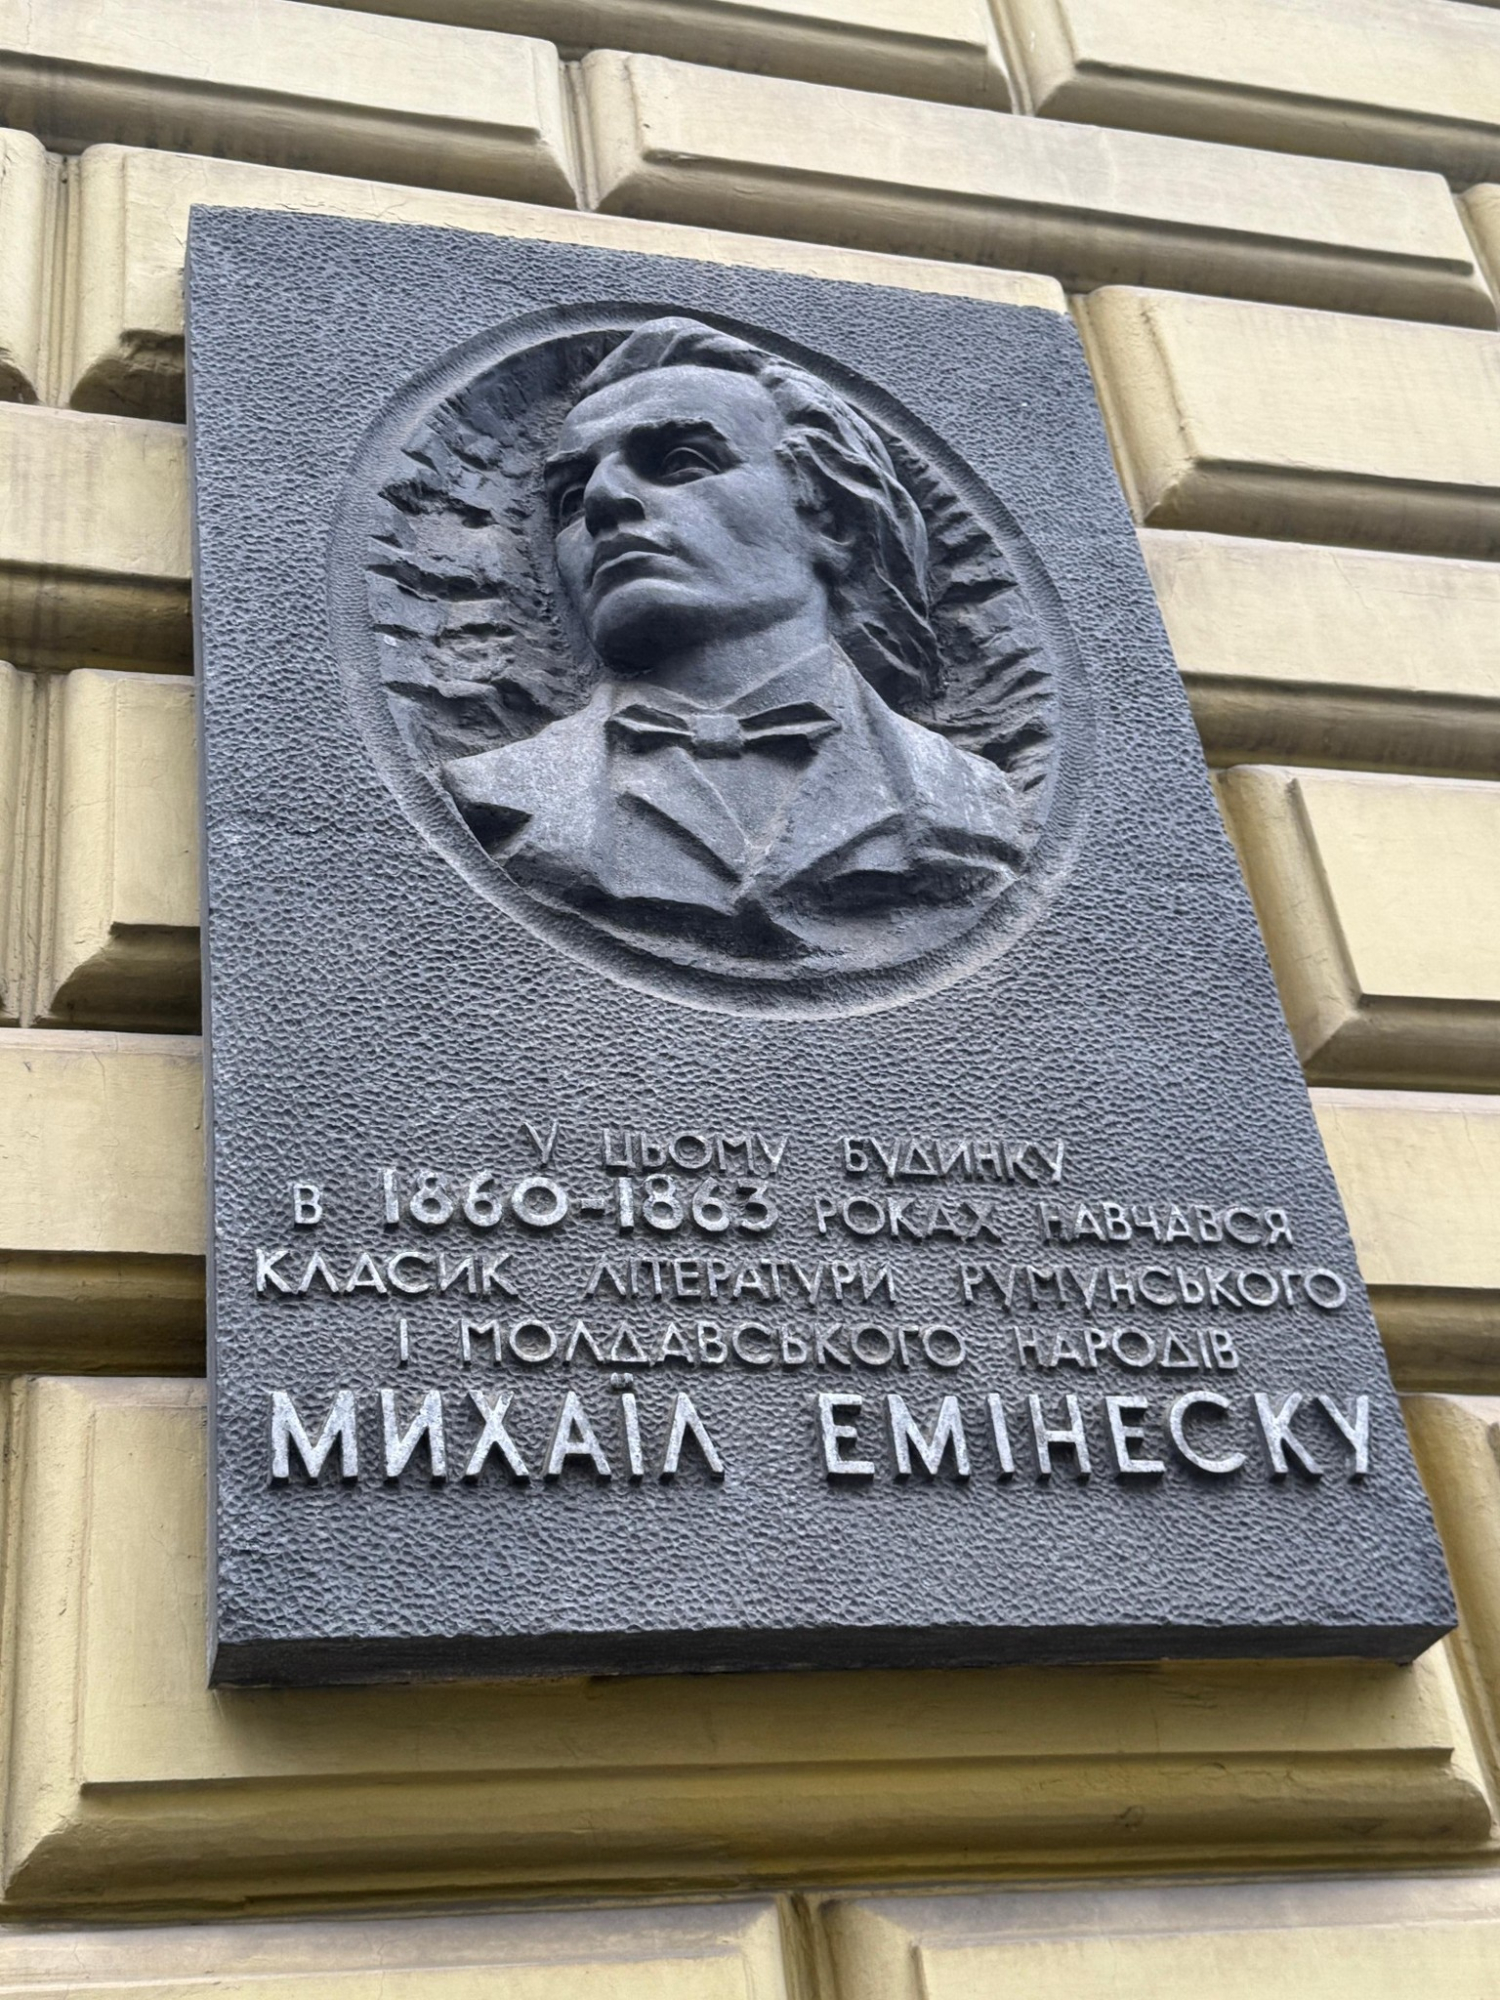 У ЦЬОМУ БУДИНКУ
В 1860-1863 РОКАХ НАВЧАВСЯ
КЛАСИК ЛІТЕРАТУРИ РУМУНСЬКОГО
І МОЛДАВСЬКОГО НАРОДІВ
МИХАЇЛ ЕМІНЕСКУ